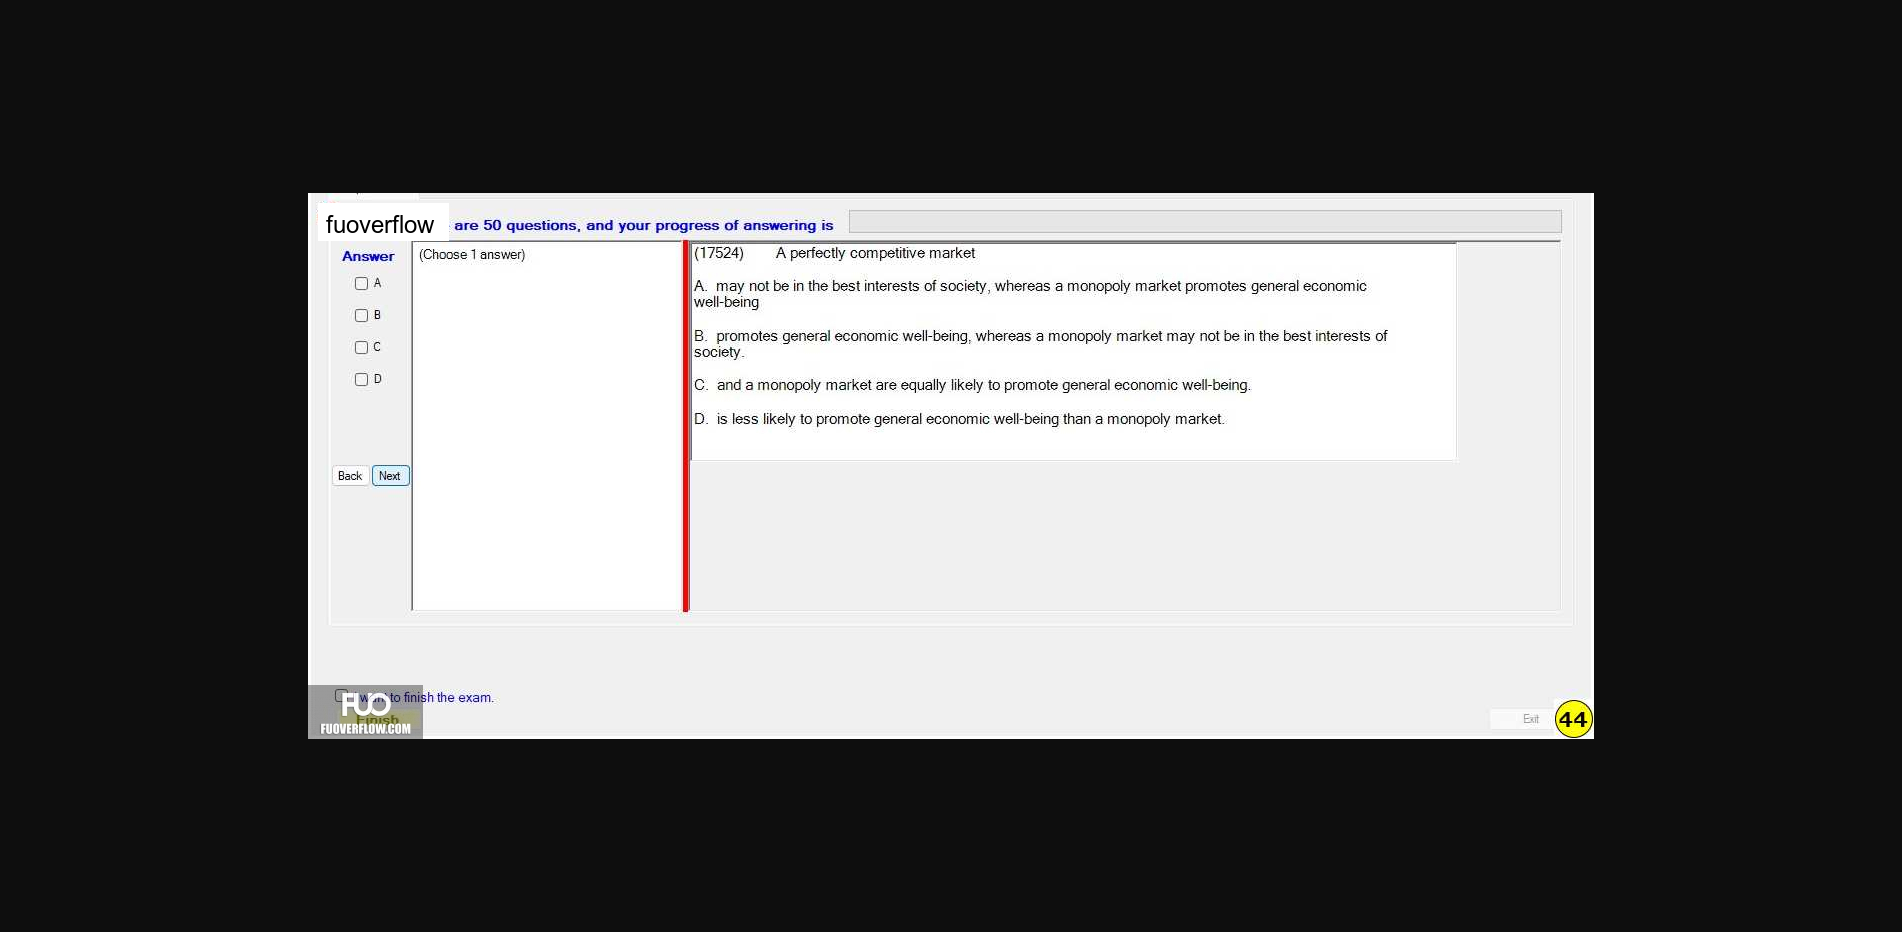 fuoverflow are 50 questions, and your progress of answering is
Answer
(Choose 1 answer)
A
B
C
D
Back Next
(17524) A perfectly competitive market
A. may not be in the best interests of society, whereas a monopoly market promotes general economic
well-being
B. promotes general economic well-being, whereas a monopoly market may not be in the best interests of
society.
C. and a monopoly market are equally likely to promote general economic well-being.
D. is less likely to promote general economic well-being than a monopoly market.
want to finish the exam.
Finish
FUO
FUOVERFLOW.COM
Exit
44